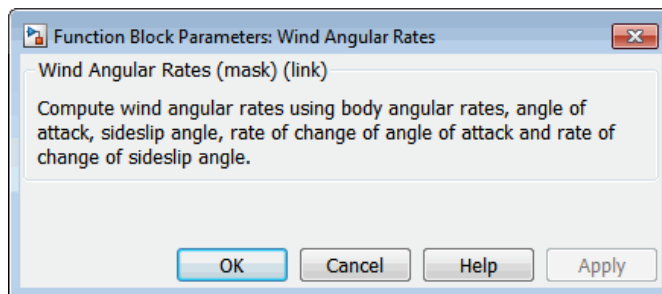 Function Block Parameters: Wind Angular Rates
Wind Angular Rates (mask) (link)
Compute wind angular rates using body angular rates, angle of
attack, sideslip angle, rate of change of angle of attack and rate of
change of sideslip angle.
OK Cancel Help Apply